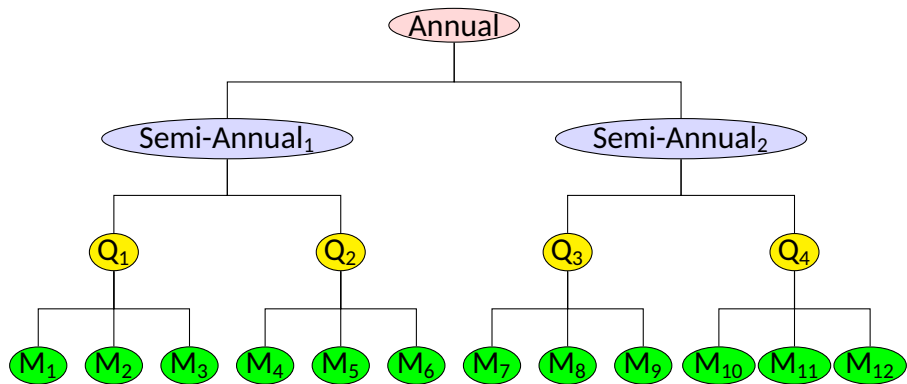 Annual
Semi-Annual₁ Semi-Annual₂
Q₁ Q₂ Q₃ Q₄
M₁ M₂ M₃ M₄ M₅ M₆ M₇ M₈ M₉ M₁₀ M₁₁ M₁₂